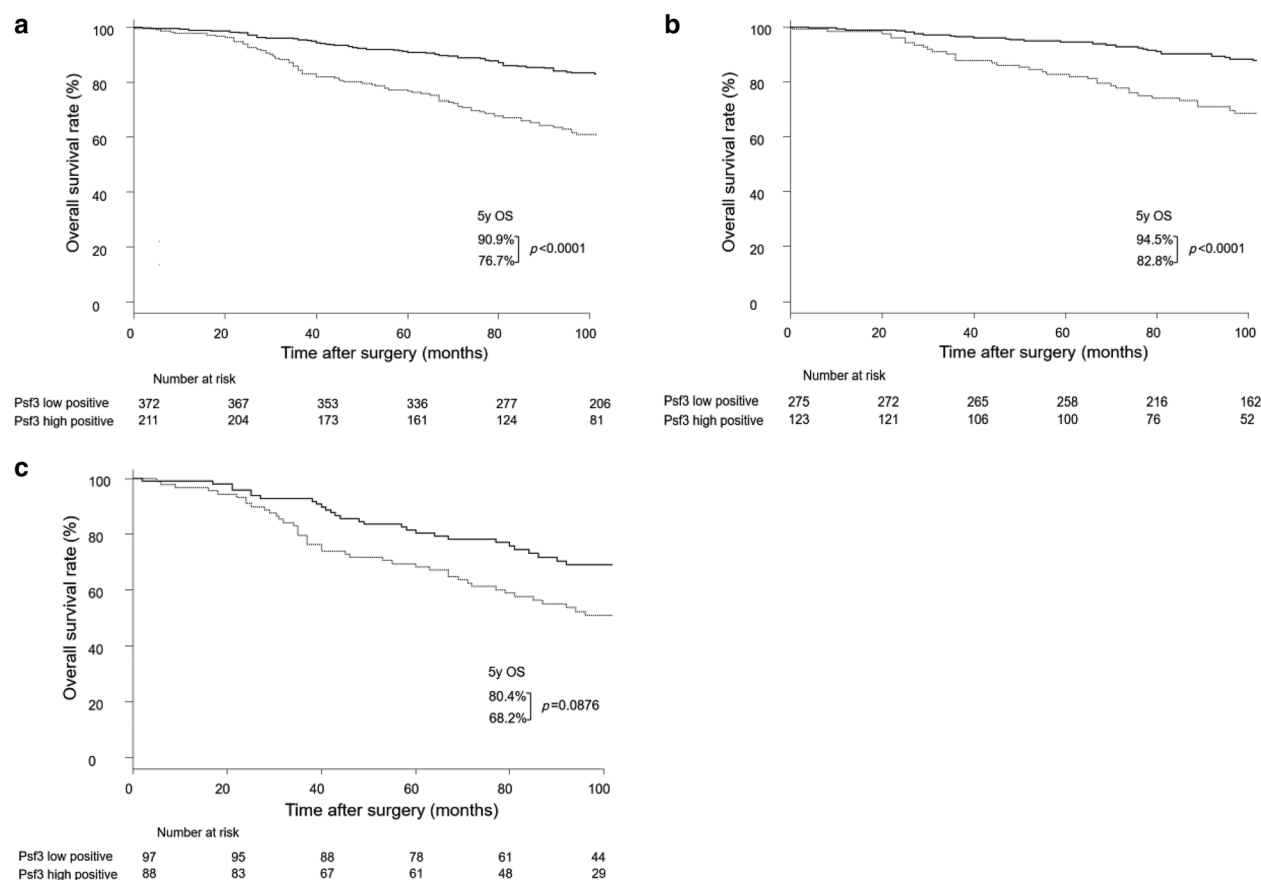 a
Overall survival rate (%)
100
80
60
40
20
0
5y OS
90.9%
76.7%
p<0.0001
0 20 40 60 80 100
Time after surgery (months)
Number at risk
Psf3 low positive 372 367 353 336 277 206
Psf3 high positive 211 204 173 161 124 81
b
Overall survival rate (%)
100
80
60
40
20
0
5y OS
94.5%
82.8%
p<0.0001
0 20 40 60 80 100
Time after surgery (months)
Number at risk
Psf3 low positive 275 272 265 258 216 162
Psf3 high positive 123 121 106 100 76 52
c
Overall survival rate (%)
100
80
60
40
20
0
5y OS
80.4%
68.2%
p=0.0876
0 20 40 60 80 100
Time after surgery (months)
Number at risk
Psf3 low positive 97 95 88 78 61 44
Psf3 high positive 88 83 67 61 48 29